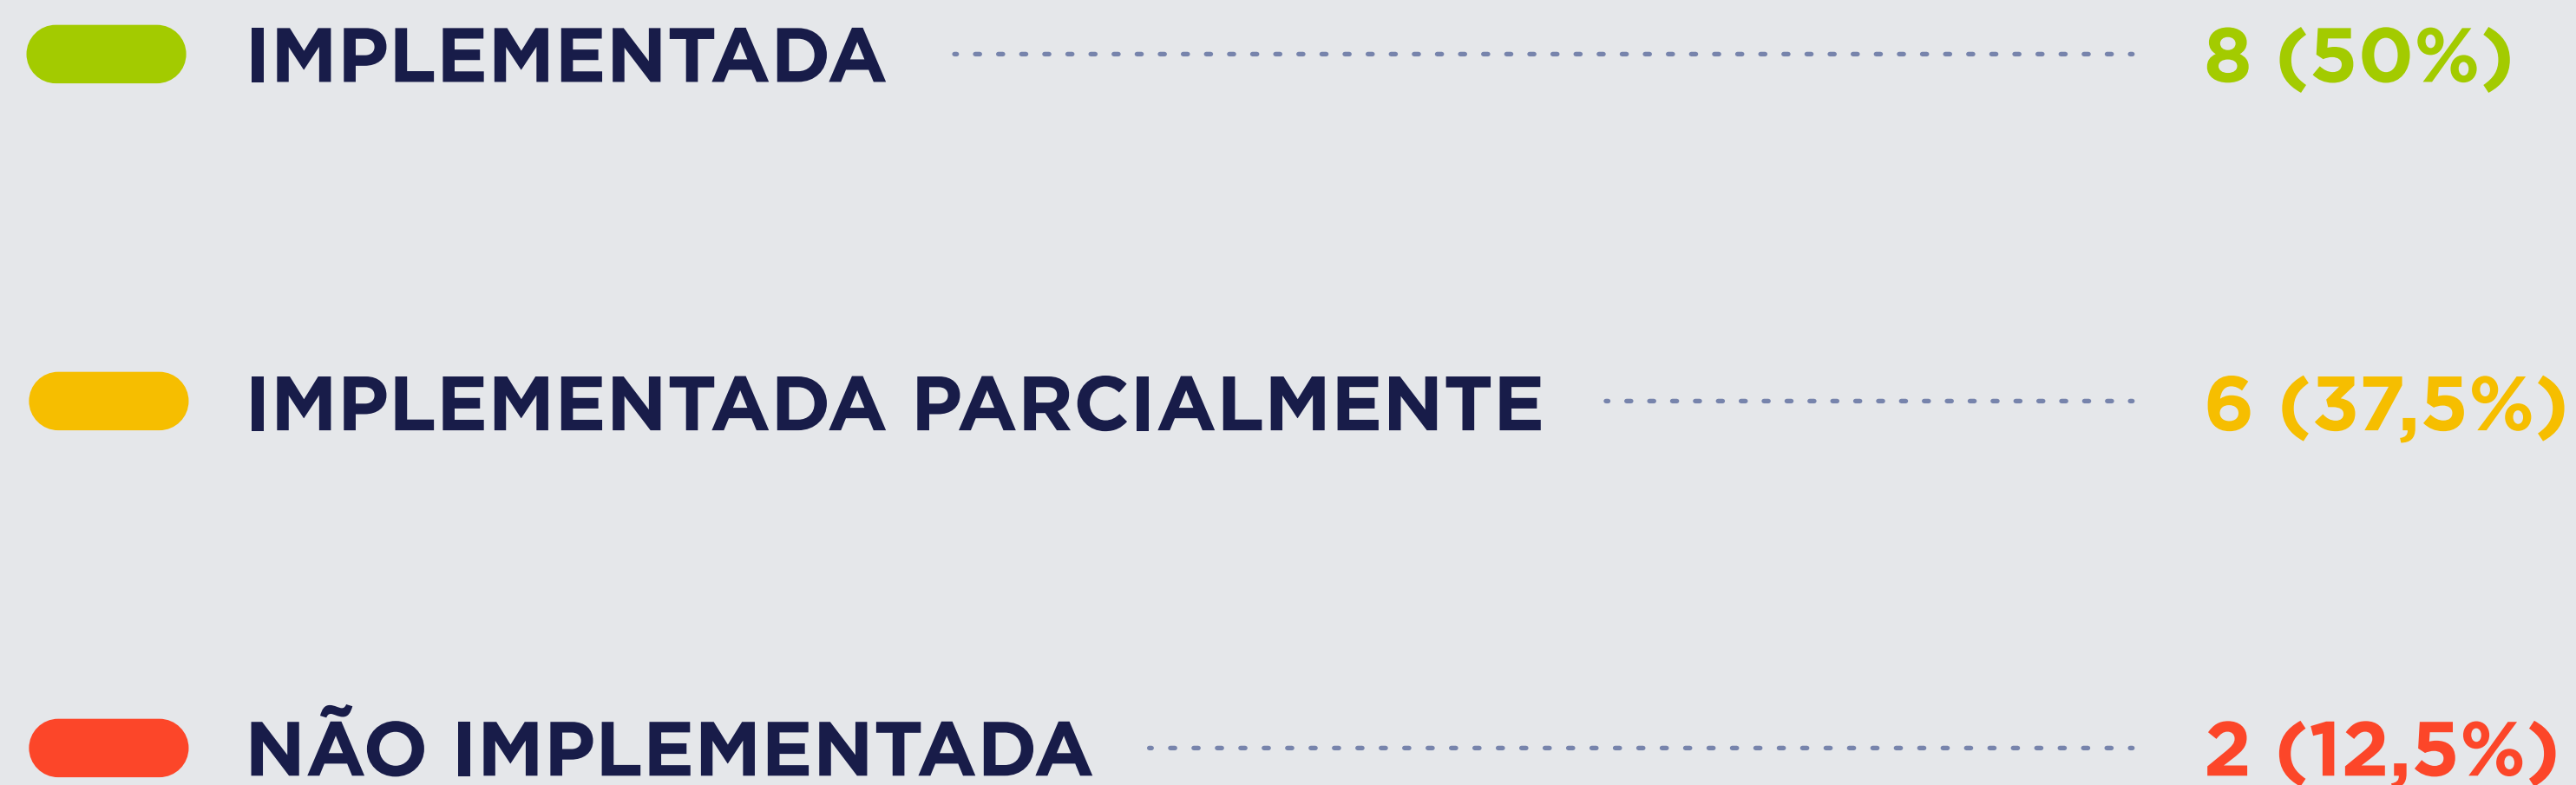 IMPLEMENTADA 8 (50%)
IMPLEMENTADA PARCIALMENTE 6 (37,5%)
NÃO IMPLEMENTADA 2 (12,5%)